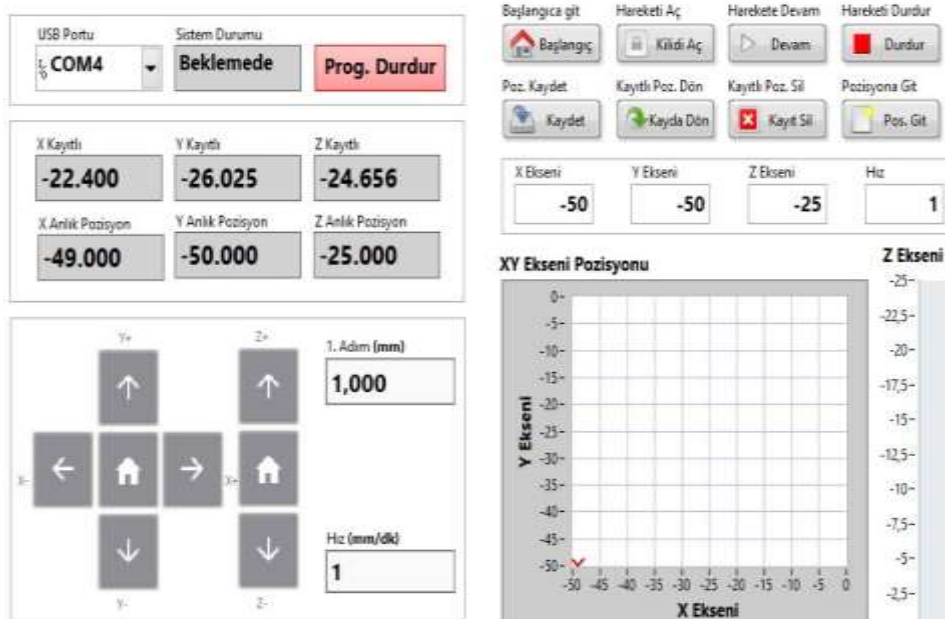 USB Portu
Sistem Durumu
COM4
Beklemede
Prog. Durdur
X Kayıtlı
Y Kayıtlı
Z Kayıtlı
-22.400
-26.025
-24.656
X Anlık Pozisyon
Y Anlık Pozisyon
Z Anlık Pozisyon
-49.000
-50.000
-25.000
Y+
Z+
X-
X+
Y-
Z-
1. Adım (mm)
1,000
Hız (mm/dk)
1
Başlangıca git
Hareketi Aç
Harekete Devam
Hareketi Durdur
Başlangıç
Kilidi Aç
Devam
Durdur
Poz. Kaydet
Kayıtlı Poz. Dön
Kayıtlı Poz. Sil
Pozisyona Git
Kaydet
Kayda Dön
Kayıt Sil
Pos. Git
X Ekseni
Y Ekseni
Z Ekseni
Hız
-50
-50
-25
1
XY Ekseni Pozisyonu
0-
-5-
-10-
-15-
-20-
-25-
-30-
-35-
-40-
-45-
-50-
Y Ekseni
-50 -45 -40 -35 -30 -25 -20 -15 -10 -5 0
X Ekseni
Z Ekseni
-25-
-22,5-
-20-
-17,5-
-15-
-12,5-
-10-
-7,5-
-5-
-2,5-